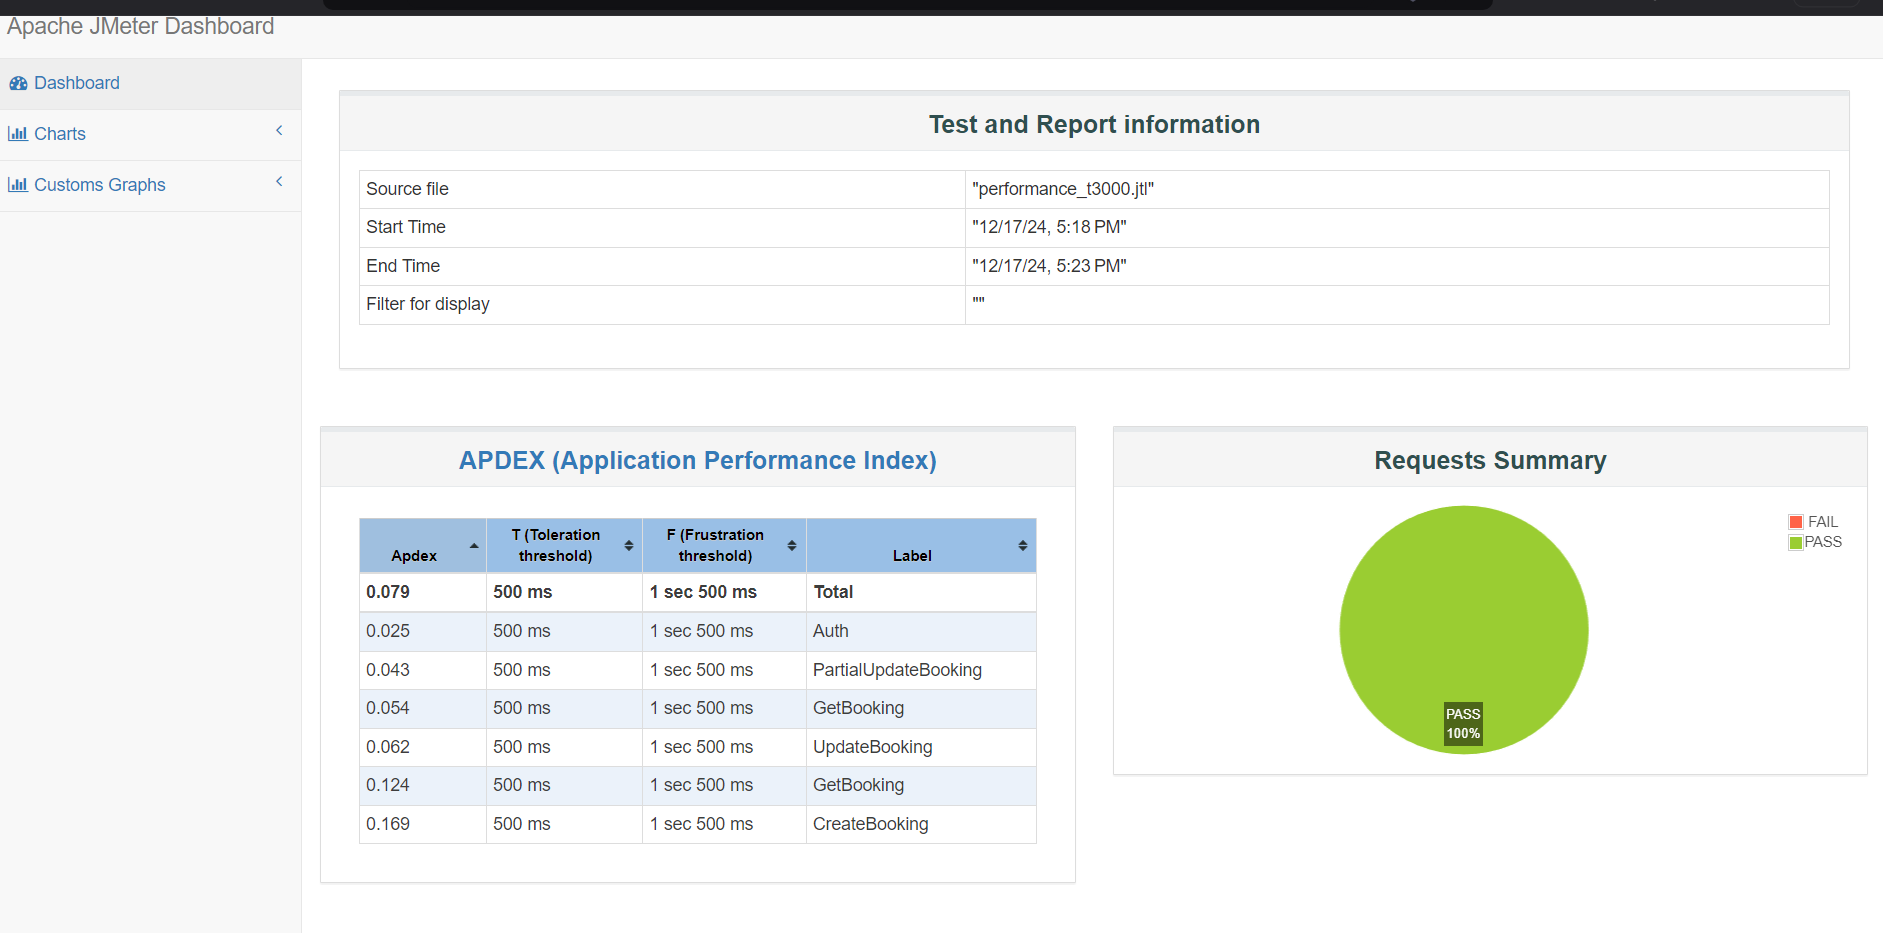 Apache JMeter Dashboard
Dashboard
Charts
Customs Graphs
Test and Report information
Source file "performance_t3000.jtl"
Start Time "12/17/24, 5:18 PM"
End Time "12/17/24, 5:23 PM"
Filter for display ""
APDEX (Application Performance Index)
Apdex T (Toleration threshold) F (Frustration threshold) Label
0.079 500 ms 1 sec 500 ms Total
0.025 500 ms 1 sec 500 ms Auth
0.043 500 ms 1 sec 500 ms PartialUpdateBooking
0.054 500 ms 1 sec 500 ms GetBooking
0.062 500 ms 1 sec 500 ms UpdateBooking
0.124 500 ms 1 sec 500 ms GetBooking
0.169 500 ms 1 sec 500 ms CreateBooking
Requests Summary
FAIL
PASS
PASS
100%